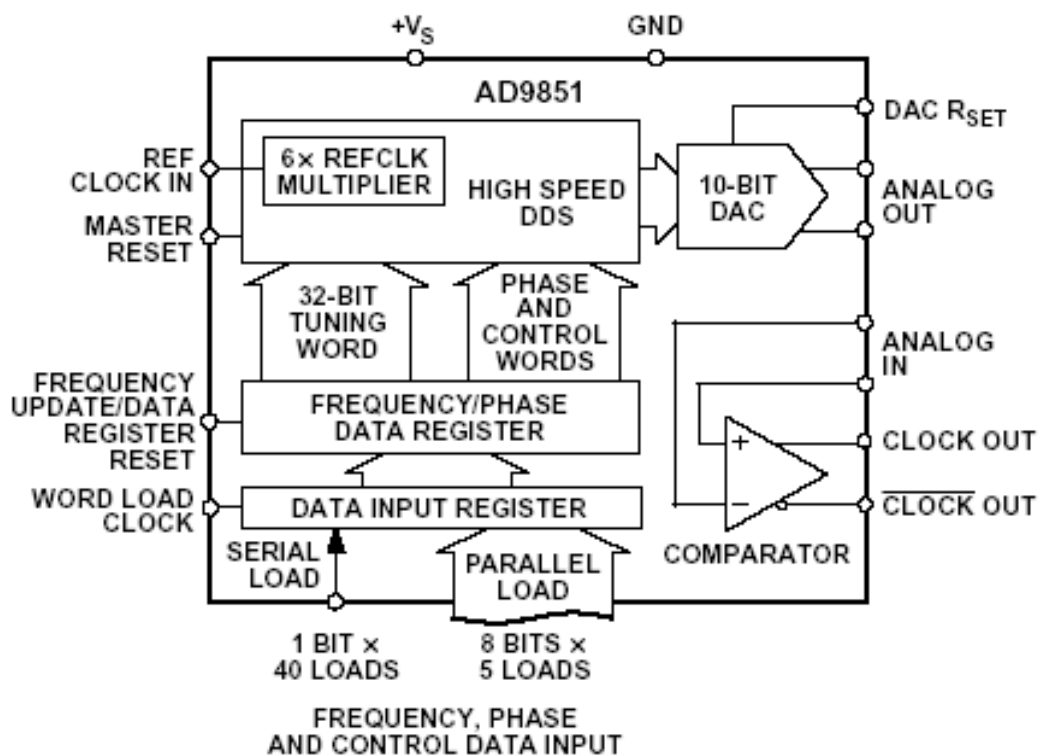 +VS
GND
AD9851
DAC RSET
REF
CLOCK IN
6× REFCLK
MULTIPLIER
HIGH SPEED
DDS
10-BIT
DAC
ANALOG
OUT
MASTER
RESET
32-BIT
TUNING
WORD
PHASE
AND
CONTROL
WORDS
ANALOG
IN
FREQUENCY
UPDATE/DATA
REGISTER
RESET
FREQUENCY/PHASE
DATA REGISTER
+
CLOCK OUT
WORD LOAD
CLOCK
DATA INPUT REGISTER
–
CLOCK OUT
COMPARATOR
SERIAL
LOAD
PARALLEL
LOAD
1 BIT ×
40 LOADS
8 BITS ×
5 LOADS
FREQUENCY, PHASE
AND CONTROL DATA INPUT